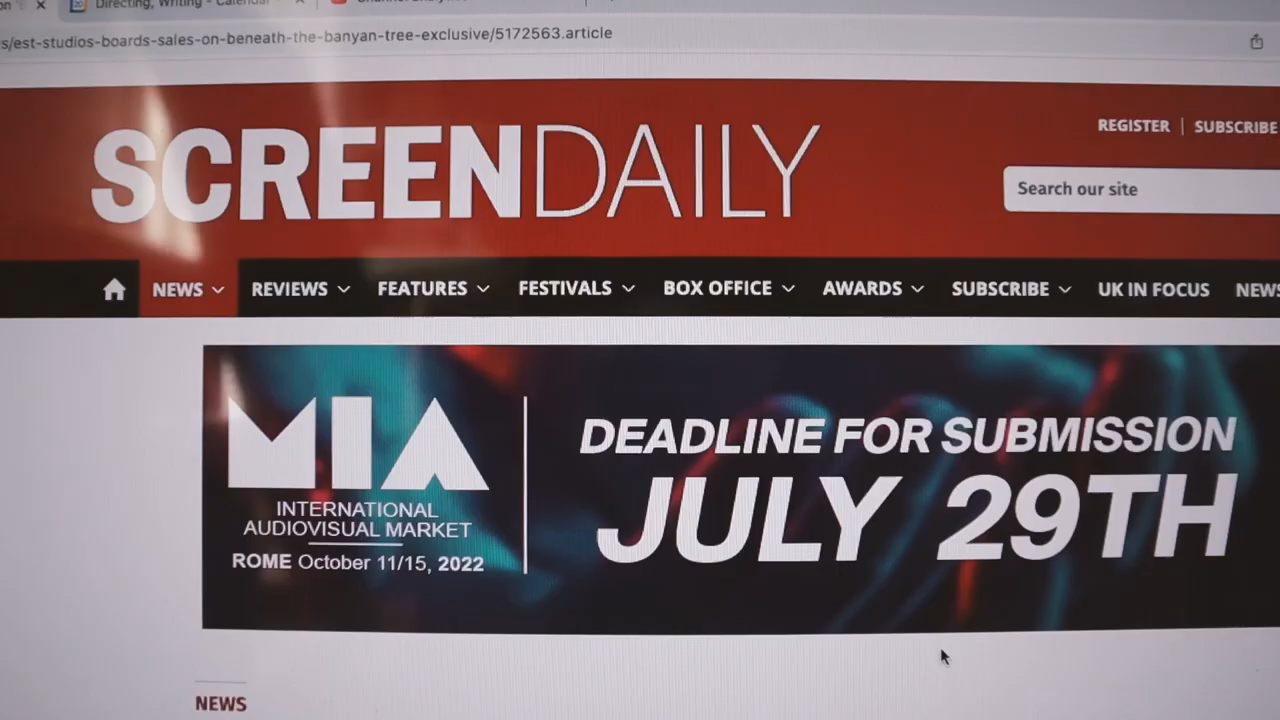 Directing, Writing - Calendar
s/est-studios-boards-sales-on-beneath-the-banyan-tree-exclusive/5172563.article
REGISTER | SUBSCRIBE
SCREENDAILY
Search our site
NEWS REVIEWS FEATURES FESTIVALS BOX OFFICE AWARDS SUBSCRIBE UK IN FOCUS NEWS
MIA
INTERNATIONAL
AUDIOVISUAL MARKET
ROME October 11/15, 2022
DEADLINE FOR SUBMISSION
JULY 29TH
NEWS